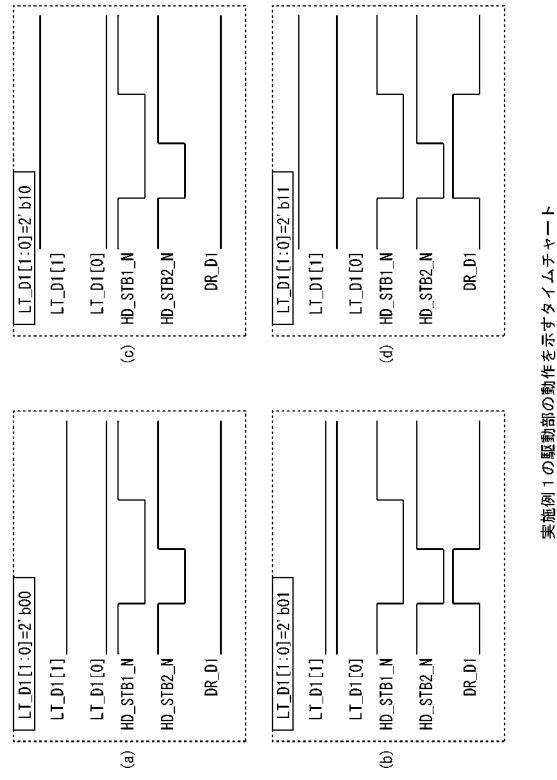 (a)
LT_D1[1:0]=2'b00
LT_D1[1]
LT_D1[0]
HD_STB1_N
HD_STB2_N
DR_D1
(c)
LT_D1[1:0]=2'b10
LT_D1[1]
LT_D1[0]
HD_STB1_N
HD_STB2_N
DR_D1
(b)
LT_D1[1:0]=2'b01
LT_D1[1]
LT_D1[0]
HD_STB1_N
HD_STB2_N
DR_D1
(d)
LT_D1[1:0]=2'b11
LT_D1[1]
LT_D1[0]
HD_STB1_N
HD_STB2_N
DR_D1
実施例1の駆動部の動作を示すタイムチャート